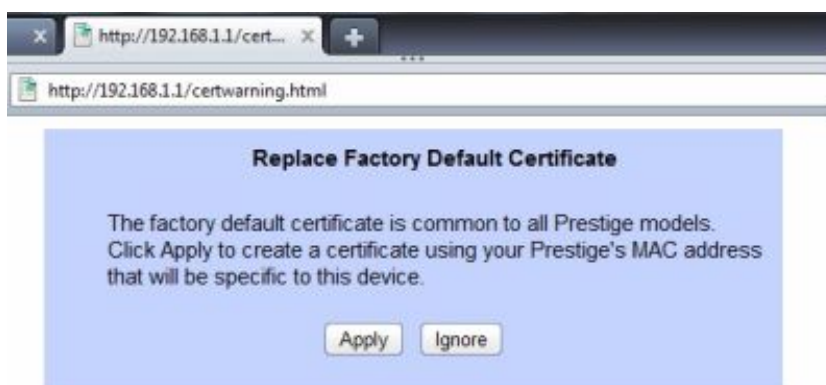 http://192.168.1.1/cert...
http://192.168.1.1/certwarning.html
Replace Factory Default Certificate
The factory default certificate is common to all Prestige models.
Click Apply to create a certificate using your Prestige's MAC address
that will be specific to this device.
Apply Ignore